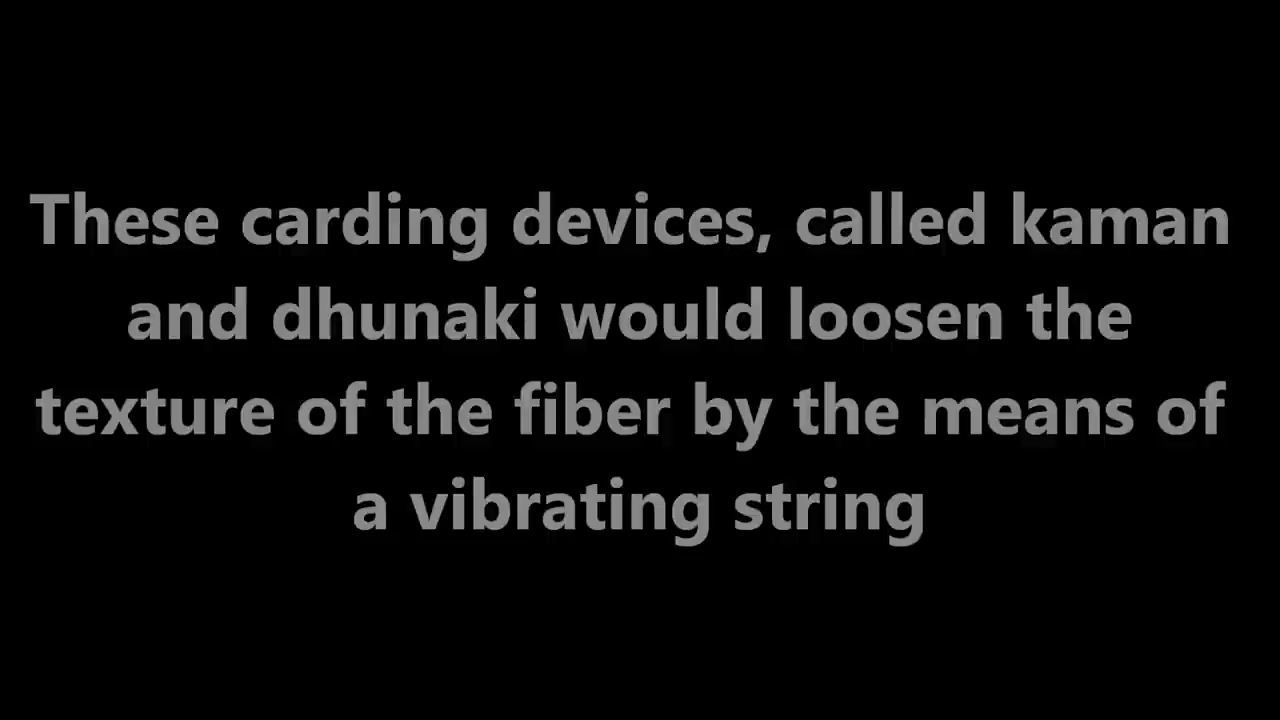 These carding devices, called kaman
and dhunaki would loosen the
texture of the fiber by the means of
a vibrating string